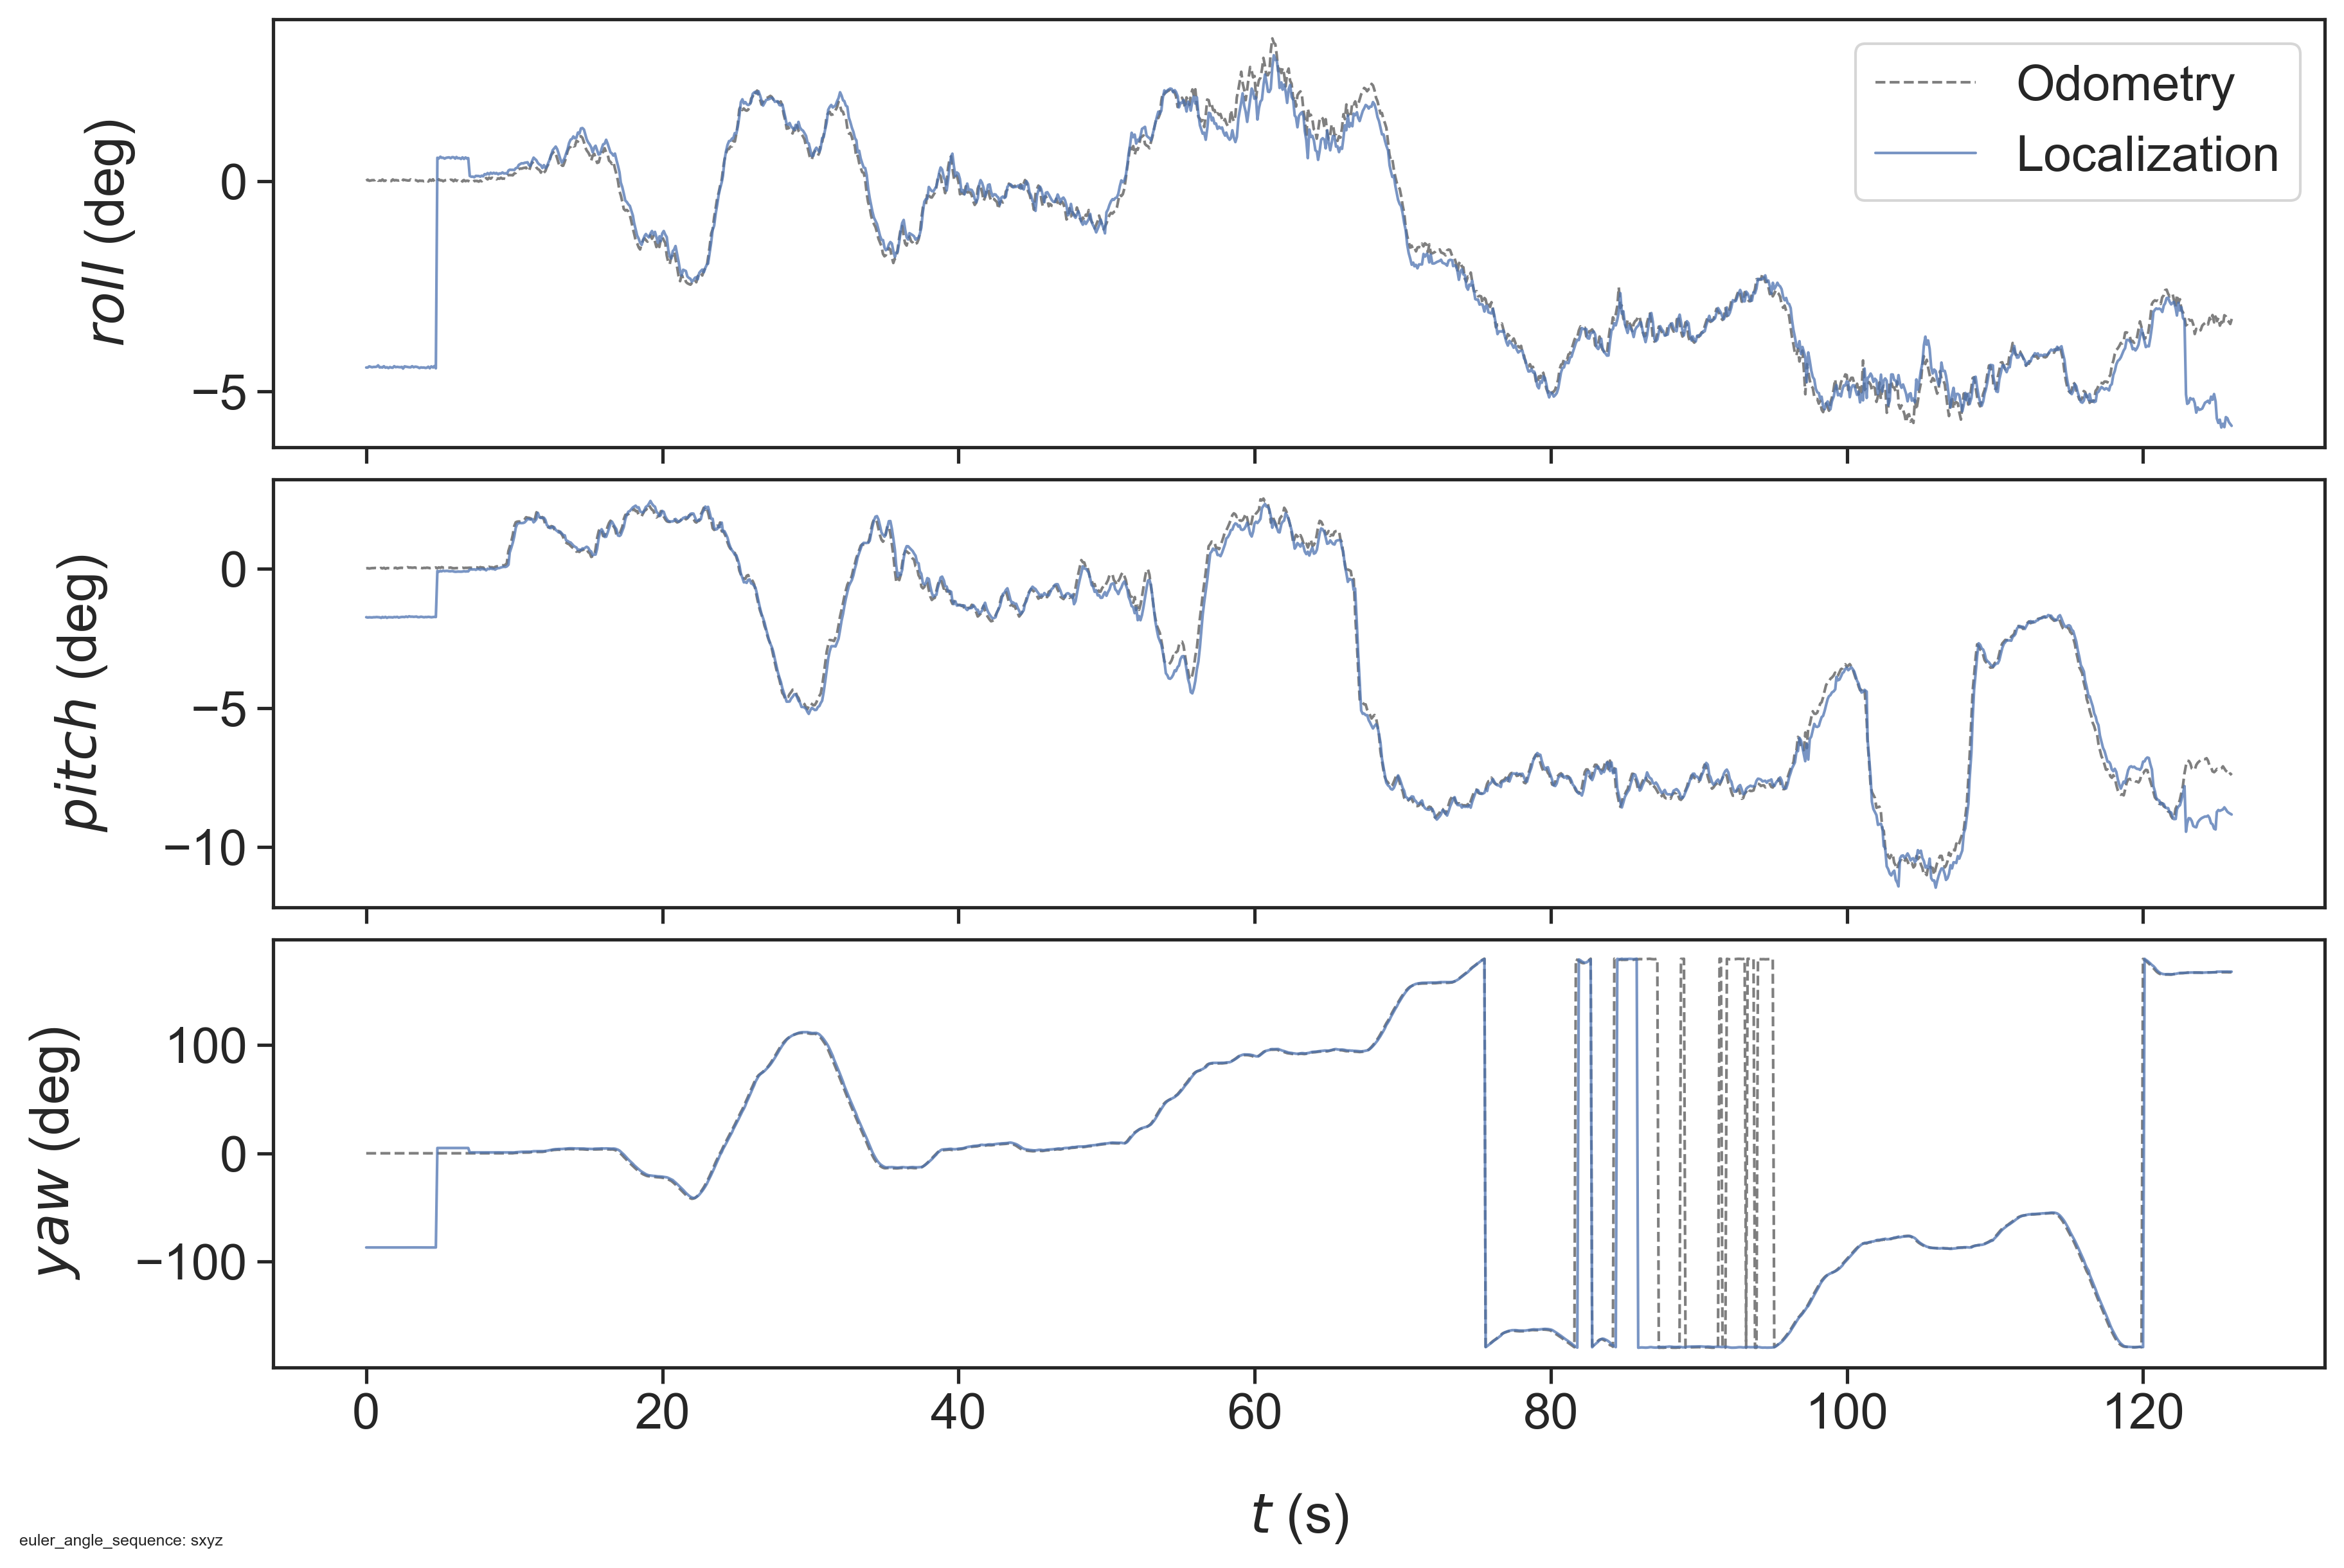 Odometry
Localization
roll (deg)
0
−5
pitch (deg)
0
−5
−10
yaw (deg)
100
0
−100
0 20 40 60 80 100 120
t (s)
euler_angle_sequence: sxyz